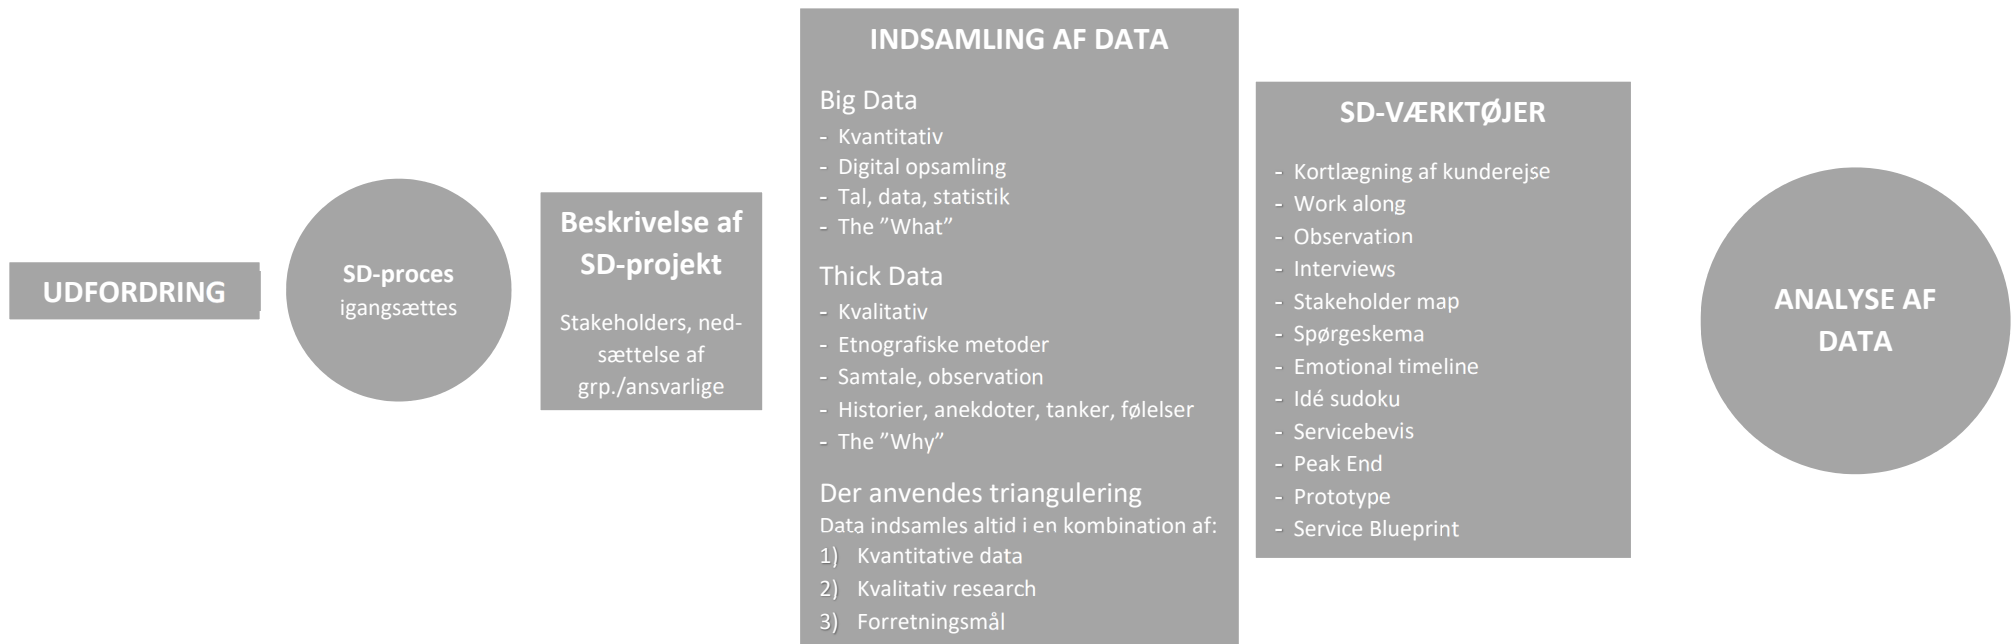 UDFORDRING
SD-proces
igangsættes
Beskrivelse af
SD-projekt
Stakeholders, ned-
sættelse af
grp./ansvarlige
INDSAMLING AF DATA
Big Data
- Kvantitativ
- Digital opsamling
- Tal, data, statistik
- The ”What”
Thick Data
- Kvalitativ
- Etnografiske metoder
- Samtale, observation
- Historier, anekdoter, tanker, følelser
- The ”Why”
Der anvendes triangulering
Data indsamles altid i en kombination af:
1) Kvantitative data
2) Kvalitativ research
3) Forretningsmål
SD-VÆRKTØJER
- Kortlægning af kunderejse
- Work along
- Observation
- Interviews
- Stakeholder map
- Spørgeskema
- Emotional timeline
- Idé sudoku
- Servicebevis
- Peak End
- Prototype
- Service Blueprint
ANALYSE AF
DATA